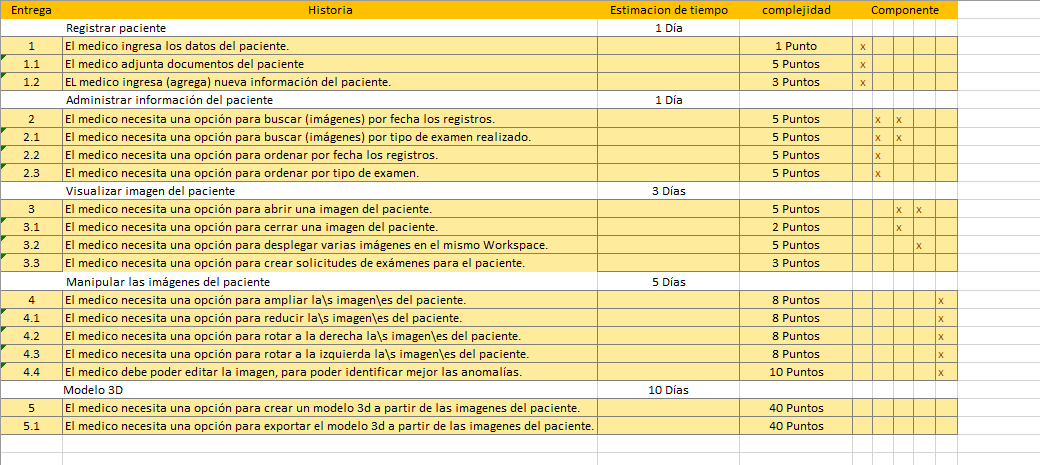 Entrega Historia Estimacion de tiempo complejidad Componente
Registrar paciente 1 Día
1 El medico ingresa los datos del paciente. 1 Punto x
1.1 El medico adjunta documentos del paciente 5 Puntos x
1.2 EL medico ingresa (agrega) nueva información del paciente. 3 Puntos x
Administrar información del paciente 1 Día
2 El medico necesita una opción para buscar (imágenes) por fecha los registros. 5 Puntos x x
2.1 El medico necesita una opción para buscar (imágenes) por tipo de examen realizado. 5 Puntos x x
2.2 El medico necesita una opción para ordenar por fecha los registros. 5 Puntos x
2.3 El medico necesita una opción para ordenar por tipo de examen. 5 Puntos x
Visualizar imagen del paciente 3 Días
3 El medico necesita una opción para abrir una imagen del paciente. 5 Puntos x x
3.1 El medico necesita una opción para cerrar una imagen del paciente. 2 Puntos x
3.2 El medico necesita una opción para desplegar varias imágenes en el mismo Workspace. 5 Puntos x
3.3 El medico necesita una opción para crear solicitudes de exámenes para el paciente. 3 Puntos
Manipular las imágenes del paciente 5 Días
4 El medico necesita una opción para ampliar la\s imagen\es del paciente. 8 Puntos x
4.1 El medico necesita una opción para reducir la\s imagen\es del paciente. 8 Puntos x
4.2 El medico necesita una opción para rotar a la derecha la\s imagen\es del paciente. 8 Puntos x
4.3 El medico necesita una opción para rotar a la izquierda la\s imagen\es del paciente. 8 Puntos x
4.4 El medico debe poder editar la imagen, para poder identificar mejor las anomalías. 10 Puntos x
Modelo 3D 10 Días
5 El medico necesita una opción para crear un modelo 3d a partir de las imagenes del paciente. 40 Puntos
5.1 El medico necesita una opción para exportar el modelo 3d a partir de las imagenes del paciente. 40 Puntos